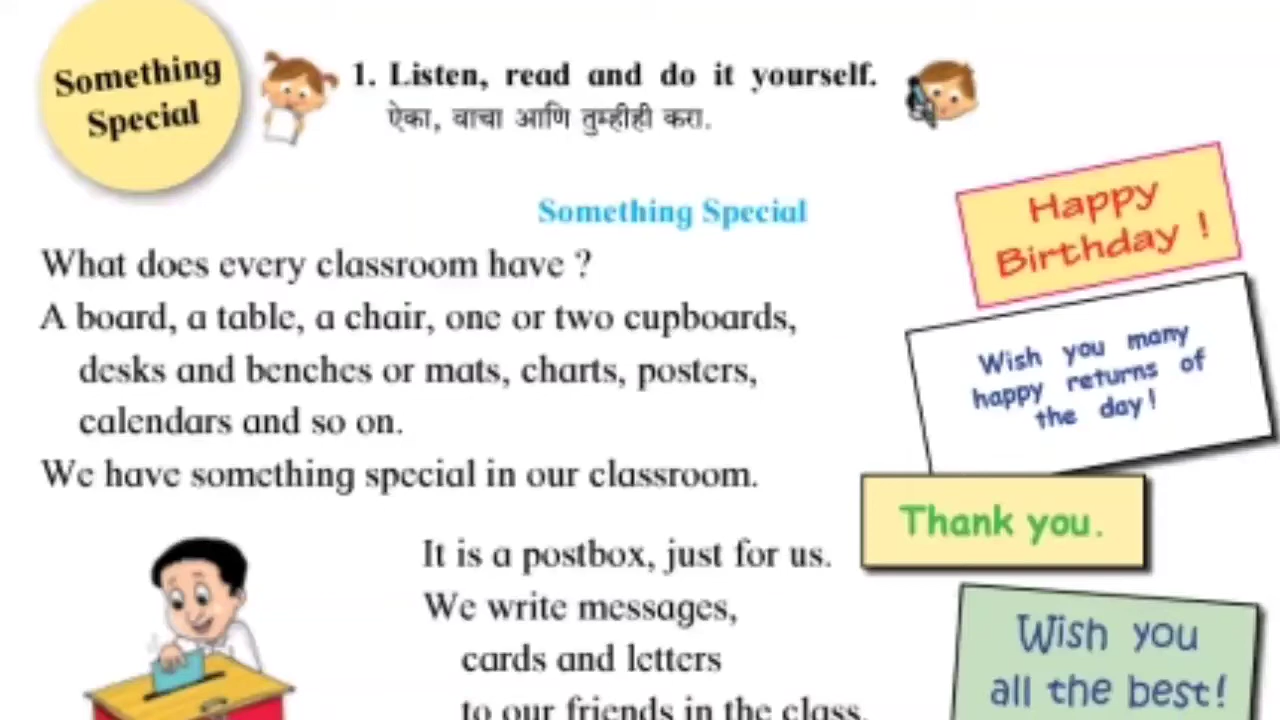 Something
Special
1. Listen, read and do it yourself.
ऐका, वाचा आणि तुम्हीही करा.
Something Special
What does every classroom have ?
A board, a table, a chair, one or two cupboards,
desks and benches or mats, charts, posters,
calendars and so on.
We have something special in our classroom.
It is a postbox, just for us.
We write messages,
cards and letters
to our friends in the class.
Happy
Birthday !
Wish you many
happy returns of
the day!
Thank you.
Wish you
all the best!